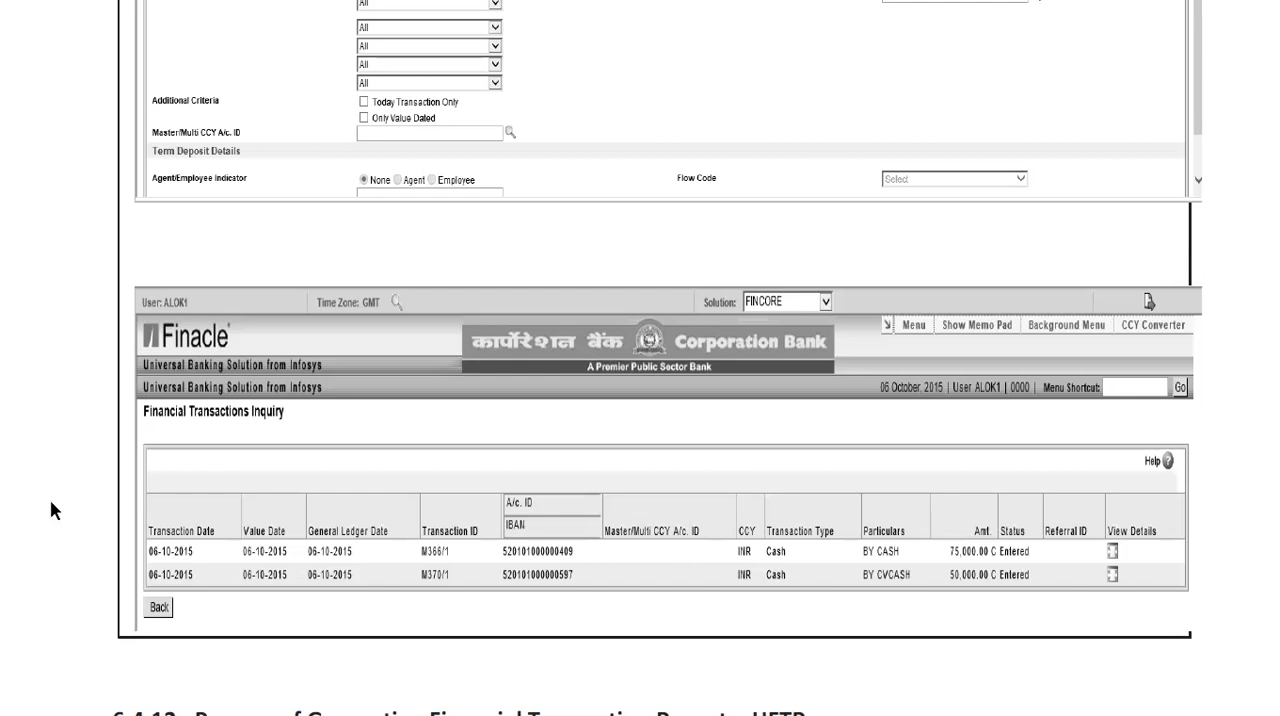 All
All
All
All
All
Additional Criteria
Today Transaction Only
Only Value Dated
Master/Multi CCY A/c. ID
Term Deposit Details
Agent/Employee Indicator None Agent Employee Flow Code Select
User: ALOK1 Time Zone: GMT Solution: FINCORE
Finacle कार्पोरेशन बैंक Corporation Bank Menu Show Memo Pad Background Menu CCY Converter
A Premier Public Sector Bank
Universal Banking Solution from Infosys
Universal Banking Solution from Infosys 06 October, 2015 | User ALOK1 | 0000 | Menu Shortcut: Go
Financial Transactions Inquiry
Help ?
Transaction Date Value Date General Ledger Date Transaction ID A/c. ID IBAN Master/Multi CCY A/c. ID CCY Transaction Type Particulars Amt. Status Referral ID View Details
06-10-2015 06-10-2015 06-10-2015 M366/1 520101000000409 INR Cash BY CASH 75,000.00 C Entered
06-10-2015 06-10-2015 06-10-2015 M370/1 520101000000597 INR Cash BY CVCASH 50,000.00 C Entered
Back